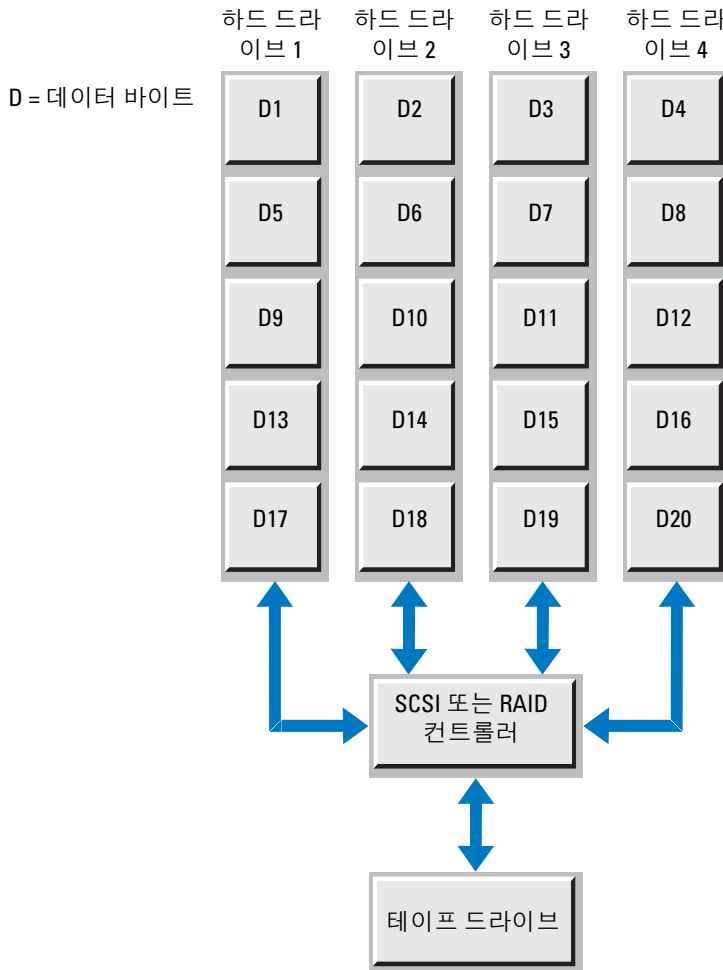 하드 드라
이브 1
하드 드라
이브 2
하드 드라
이브 3
하드 드라
이브 4
D = 데이터 바이트
D1
D2
D3
D4
D5
D6
D7
D8
D9
D10
D11
D12
D13
D14
D15
D16
D17
D18
D19
D20
SCSI 또는 RAID
컨트롤러
테이프 드라이브